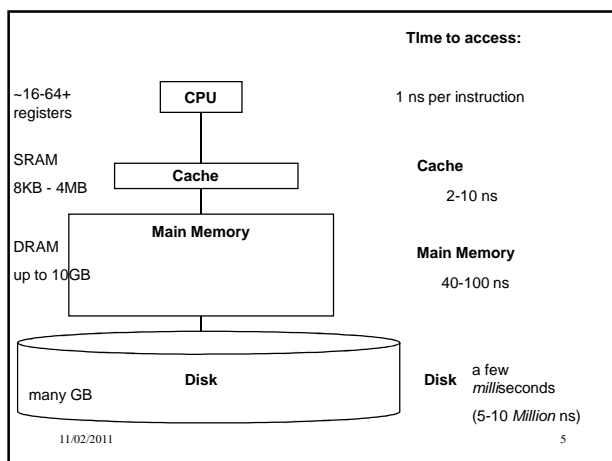 TIme to access:
~16-64+
registers
CPU
1 ns per instruction
SRAM
8KB - 4MB
Cache
Cache
2-10 ns
Main Memory
DRAM
up to 10GB
Main Memory
40-100 ns
many GB
Disk
Disk
a few
milliseconds
(5-10 Million ns)
11/02/2011
5